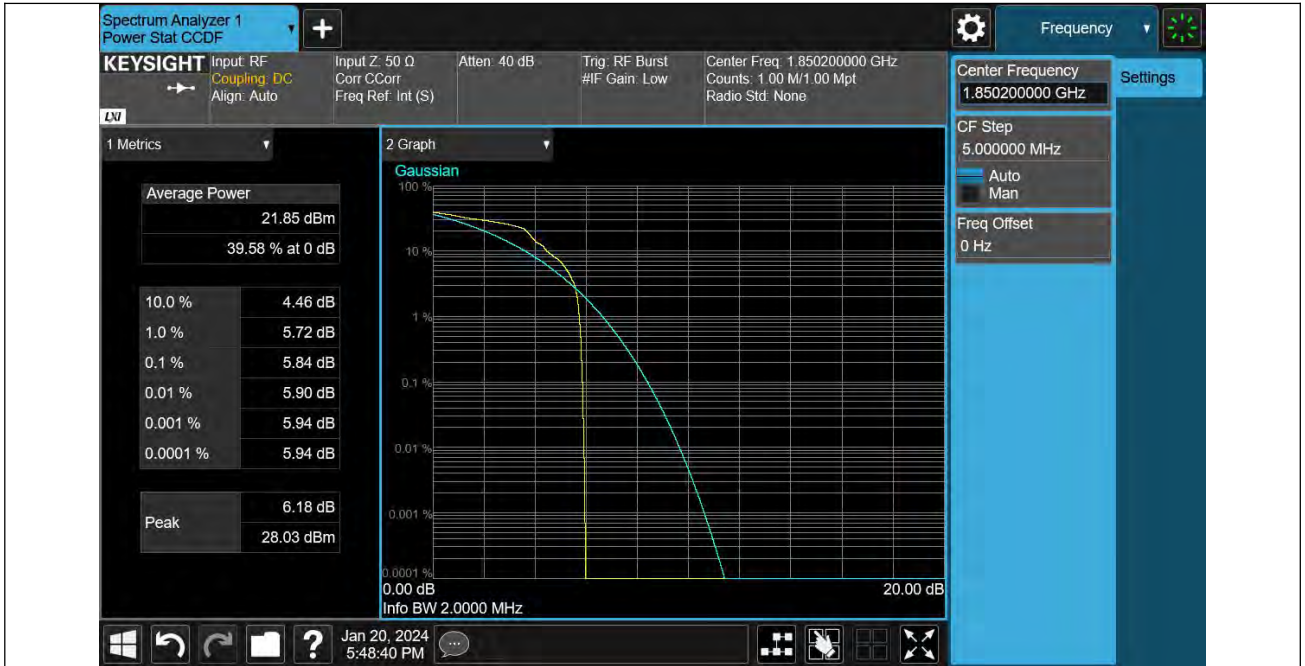 Spectrum Analyzer 1
Power Stat CCDF
+
Frequency
KEYSIGHT
LXI
Input: RF
Coupling: DC
Align: Auto
Input Z: 50 Ω
Corr CCorr
Freq Ref: Int (S)
Atten: 40 dB
Trig: RF Burst
#IF Gain: Low
Center Freq: 1.850200000 GHz
Counts: 1.00 M/1.00 Mpt
Radio Std: None
Center Frequency
1.850200000 GHz
Settings
CF Step
5.000000 MHz
Auto
Man
Freq Offset
0 Hz
1 Metrics
Average Power
21.85 dBm
39.58 % at 0 dB
10.0 % 4.46 dB
1.0 % 5.72 dB
0.1 % 5.84 dB
0.01 % 5.90 dB
0.001 % 5.94 dB
0.0001 % 5.94 dB
Peak
6.18 dB
28.03 dBm
2 Graph
Gaussian
100 %
10 %
1 %
0.1 %
0.01 %
0.001 %
0.0001 %
0.00 dB 20.00 dB
Info BW 2.0000 MHz
?
Jan 20, 2024
5:48:40 PM